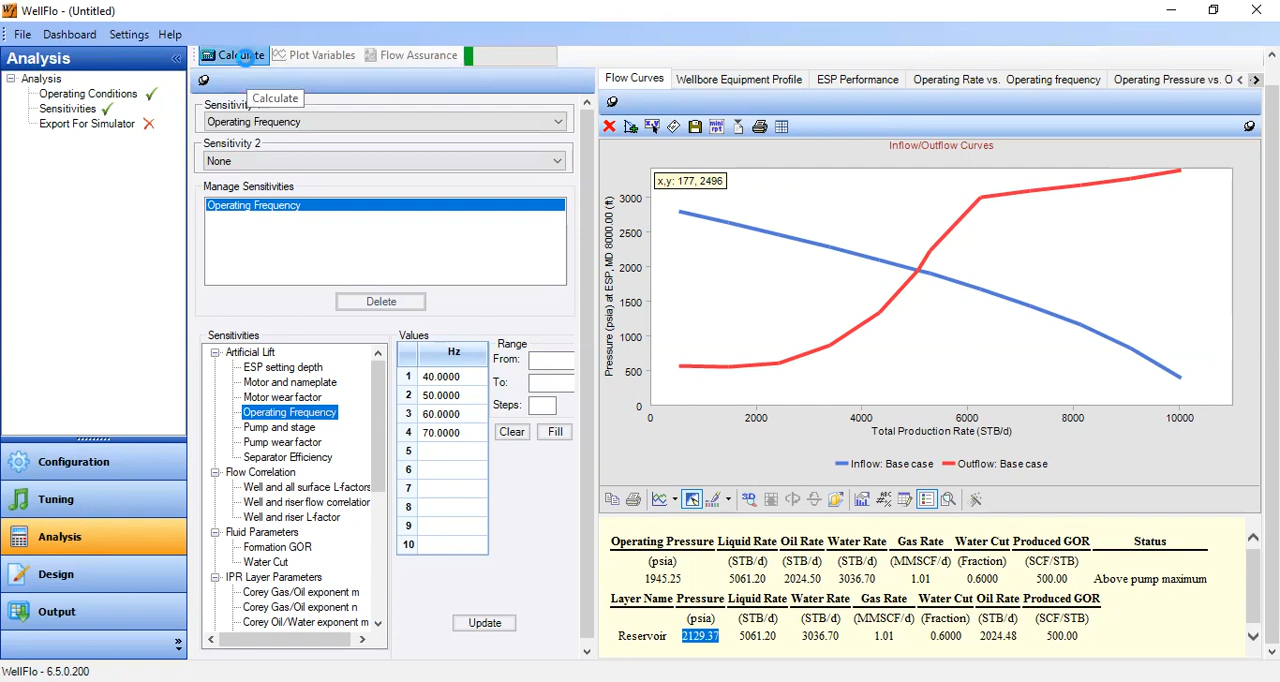 WellFlo - (Untitled)
File Dashboard Settings Help
Analysis
Analysis
Operating Conditions
Sensitivities
Export For Simulator
Configuration
Tuning
Analysis
Design
Output
WellFlo - 6.5.0.200
Calculate Plot Variables Flow Assurance
Calculate
Operating Frequency
Sensitivity 2
None
Manage Sensitivities
Operating Frequency
Delete
Sensitivities
Artificial Lift
ESP setting depth
Motor and nameplate
Motor wear factor
Operating Frequency
Pump and stage
Pump wear factor
Separator Efficiency
Flow Correlation
Well and all surface L-factors
Well and riser flow correlation
Well and riser L-factor
Fluid Parameters
Formation GOR
Water Cut
IPR Layer Parameters
Corey Gas/Oil exponent m
Corey Gas/Oil exponent n
Corey Oil/Water exponent m
Values
Hz
1 40.0000
2 50.0000
3 60.0000
4 70.0000
5
6
7
8
9
10
Range
From:
To:
Steps:
Clear Fill
Update
Flow Curves Wellbore Equipment Profile ESP Performance Operating Rate vs. Operating frequency Operating Pressure vs. O
Inflow/Outflow Curves
x,y: 177, 2496
Pressure (psia) at ESP, MD 8000.00 (ft)
3000
2500
2000
1500
1000
500
0
0 2000 4000 6000 8000 10000
Total Production Rate (STB/d)
Inflow: Base case Outflow: Base case
Operating Pressure Liquid Rate Oil Rate Water Rate Gas Rate Water Cut Produced GOR Status
(psia) (STB/d) (STB/d) (STB/d) (MMSCF/d) (Fraction) (SCF/STB)
1945.25 5061.20 2024.50 3036.70 1.01 0.6000 500.00 Above pump maximum
Layer Name Pressure Liquid Rate Water Rate Gas Rate Water Cut Oil Rate Produced GOR
(psia) (STB/d) (STB/d) (MMSCF/d) (Fraction) (STB/d) (SCF/STB)
Reservoir 2129.37 5061.20 3036.70 1.01 0.6000 2024.48 500.00